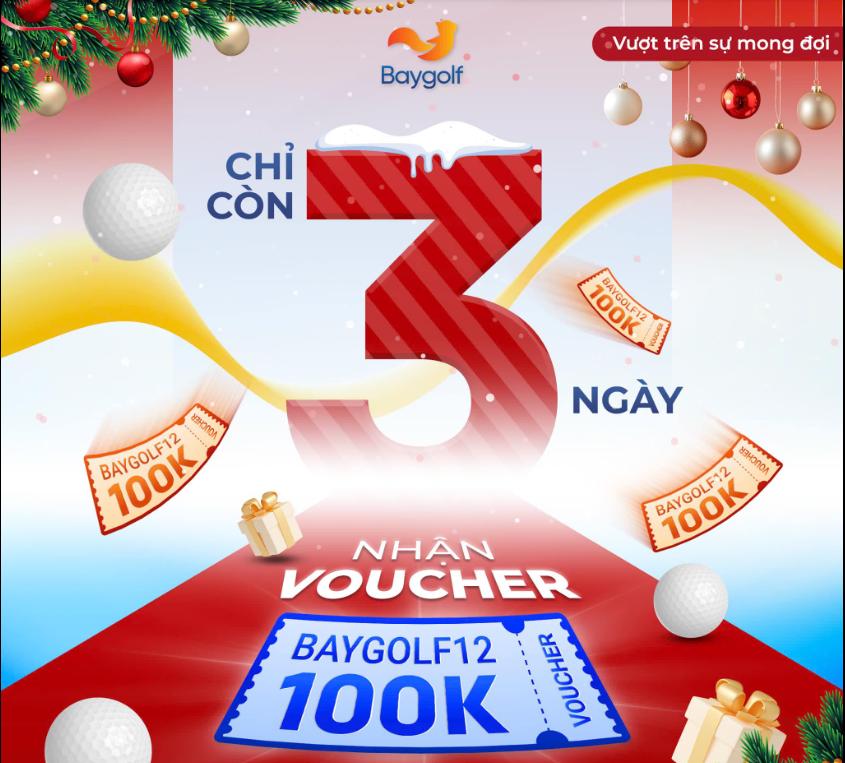 Baygolf
Vượt trên sự mong đợi
CHỈ
CÒN
3
NGÀY
BAYGOLF12
100K
VOUCHER
BAYGOLF12
100K
VOUCHER
BAYGOLF12
100K
VOUCHER
NHẬN
VOUCHER
BAYGOLF12
100K
VOUCHER